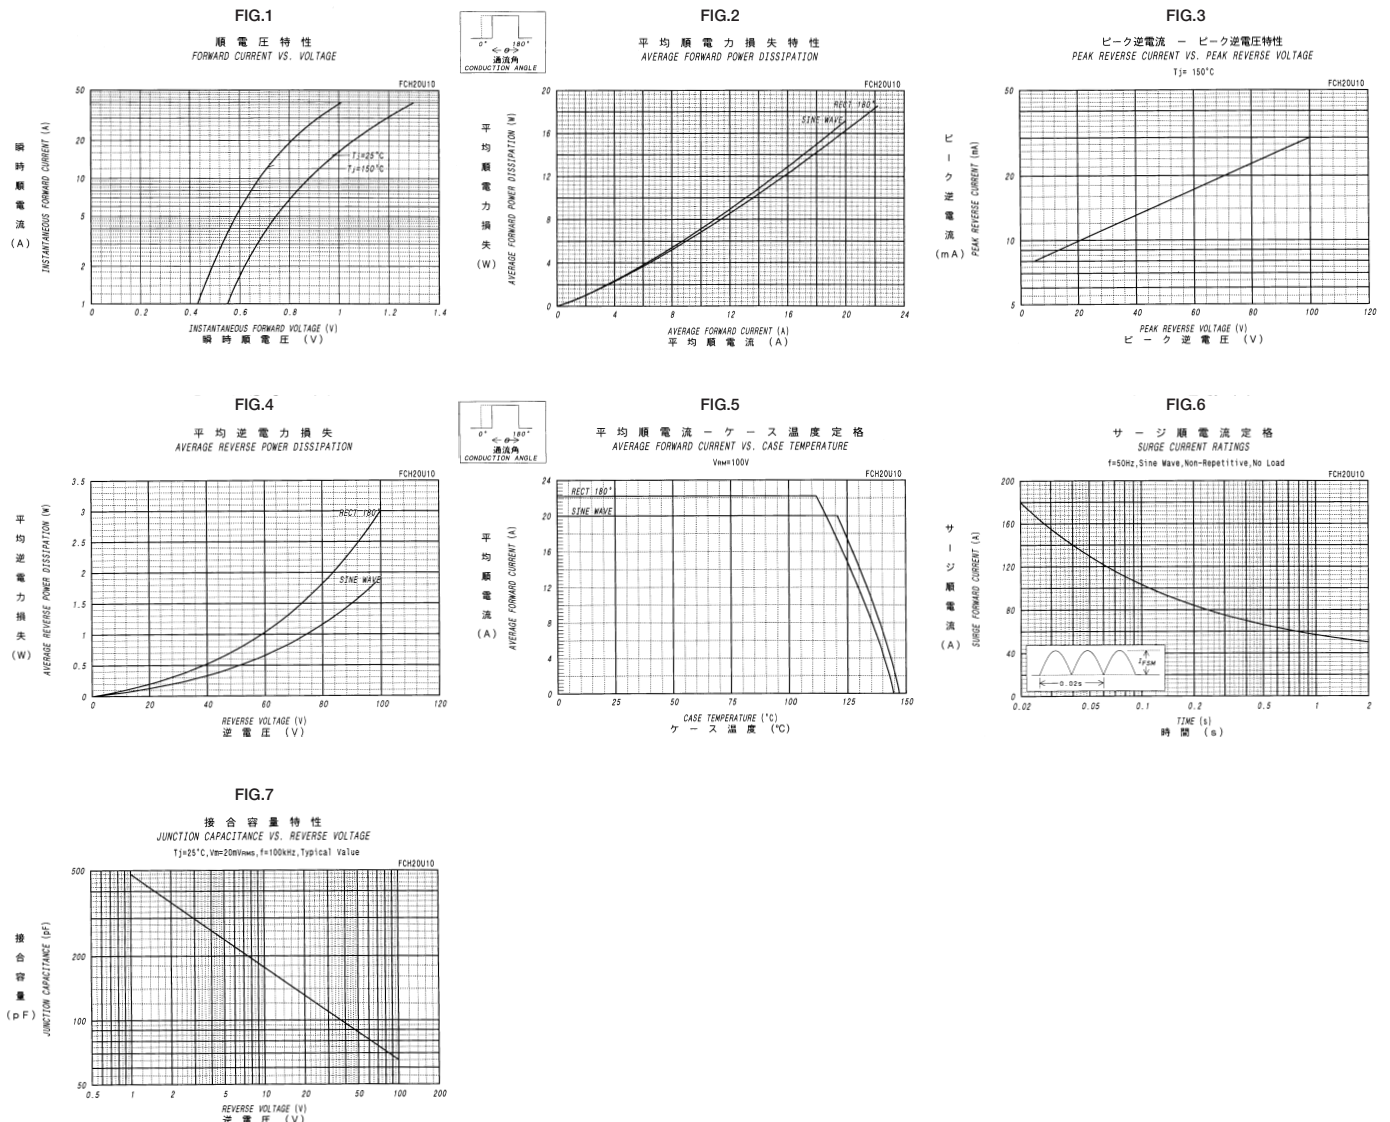 FIG.1
順電圧特性
FORWARD CURRENT VS. VOLTAGE
FCH20U10
50
20
10
5
2
1
瞬時順電流 (A)
INSTANTANEOUS FORWARD CURRENT (A)
Tj=25°C
Tj=150°C
0 0.2 0.4 0.6 0.8 1 1.2 1.4
INSTANTANEOUS FORWARD VOLTAGE (V)
瞬時順電圧 (V)
FIG.2
0° 180°
θ
通流角
CONDUCTION ANGLE
平均順電力損失特性
AVERAGE FORWARD POWER DISSIPATION
FCH20U10
20
16
12
8
4
0
平均順電力損失 (W)
AVERAGE FORWARD POWER DISSIPATION (W)
RECT 180°
SINE WAVE
0 4 8 12 16 20 24
AVERAGE FORWARD CURRENT (A)
平均順電流 (A)
FIG.3
ピーク逆電流 － ピーク逆電圧特性
PEAK REVERSE CURRENT VS. PEAK REVERSE VOLTAGE
Tj= 150°C
FCH20U10
50
20
10
5
ピーク逆電流 (mA)
PEAK REVERSE CURRENT (mA)
0 20 40 60 80 100 120
PEAK REVERSE VOLTAGE (V)
ピーク逆電圧 (V)
FIG.4
平均逆電力損失
AVERAGE REVERSE POWER DISSIPATION
FCH20U10
3.5
3
2.5
2
1.5
1
0.5
0
平均逆電力損失 (W)
AVERAGE REVERSE POWER DISSIPATION (W)
RECT 180°
SINE WAVE
0 20 40 60 80 100 120
REVERSE VOLTAGE (V)
逆電圧 (V)
FIG.5
0° 180°
θ
通流角
CONDUCTION ANGLE
平均順電流－ケース温度定格
AVERAGE FORWARD CURRENT VS. CASE TEMPERATURE
VRM=100V
FCH20U10
24
20
16
12
8
4
0
平均順電流 (A)
AVERAGE FORWARD CURRENT (A)
RECT 180°
SINE WAVE
0 25 50 75 100 125 150
CASE TEMPERATURE (°C)
ケース温度 (°C)
FIG.6
サージ順電流定格
SURGE CURRENT RATINGS
f=50Hz,Sine Wave,Non-Repetitive,No Load
FCH20U10
200
160
120
80
40
0
サージ順電流 (A)
SURGE FORWARD CURRENT (A)
IFSM
0.02s
0.02 0.05 0.1 0.2 0.5 1 2
TIME (s)
時間 (s)
FIG.7
接合容量特性
JUNCTION CAPACITANCE VS. REVERSE VOLTAGE
Tj=25°C,Vm=20mVRMS,f=100kHz,Typical Value
FCH20U10
500
200
100
50
接合容量 (pF)
JUNCTION CAPACITANCE (pF)
0.5 1 2 5 10 20 50 100 200
REVERSE VOLTAGE (V)
逆電圧 (V)